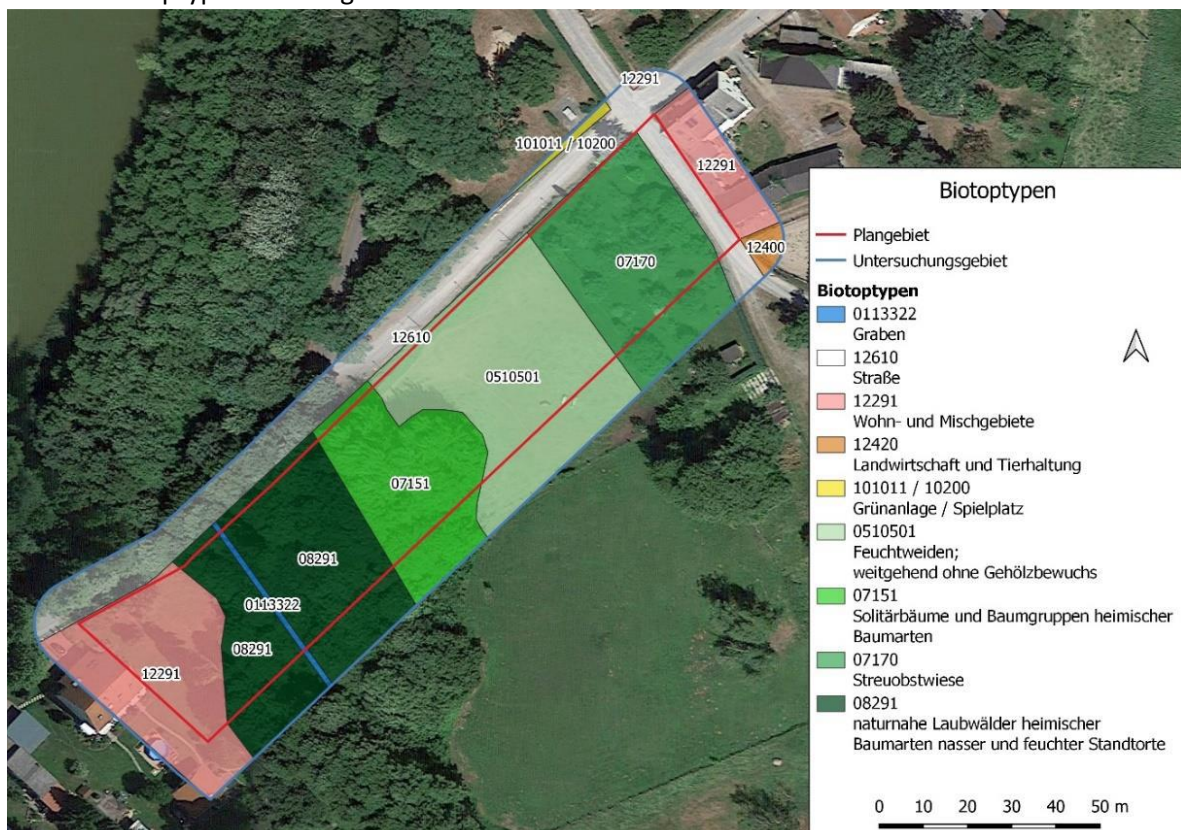 12291
101011 / 10200
12291
12400
07170
12610
0510501
07151
08291
0113322
08291
12291
Biotoptypen
Plangebiet
Untersuchungsgebiet
Biotoptypen
0113322
Graben
12610
Straße
12291
Wohn- und Mischgebiete
12420
Landwirtschaft und Tierhaltung
101011 / 10200
Grünanlage / Spielplatz
0510501
Feuchtweiden;
weitgehend ohne Gehölzbewuchs
07151
Solitärbäume und Baumgruppen heimischer
Baumarten
07170
Streuobstwiese
08291
naturnahe Laubwälder heimischer
Baumarten nasser und feuchter Standtorte
0 10 20 30 40 50 m